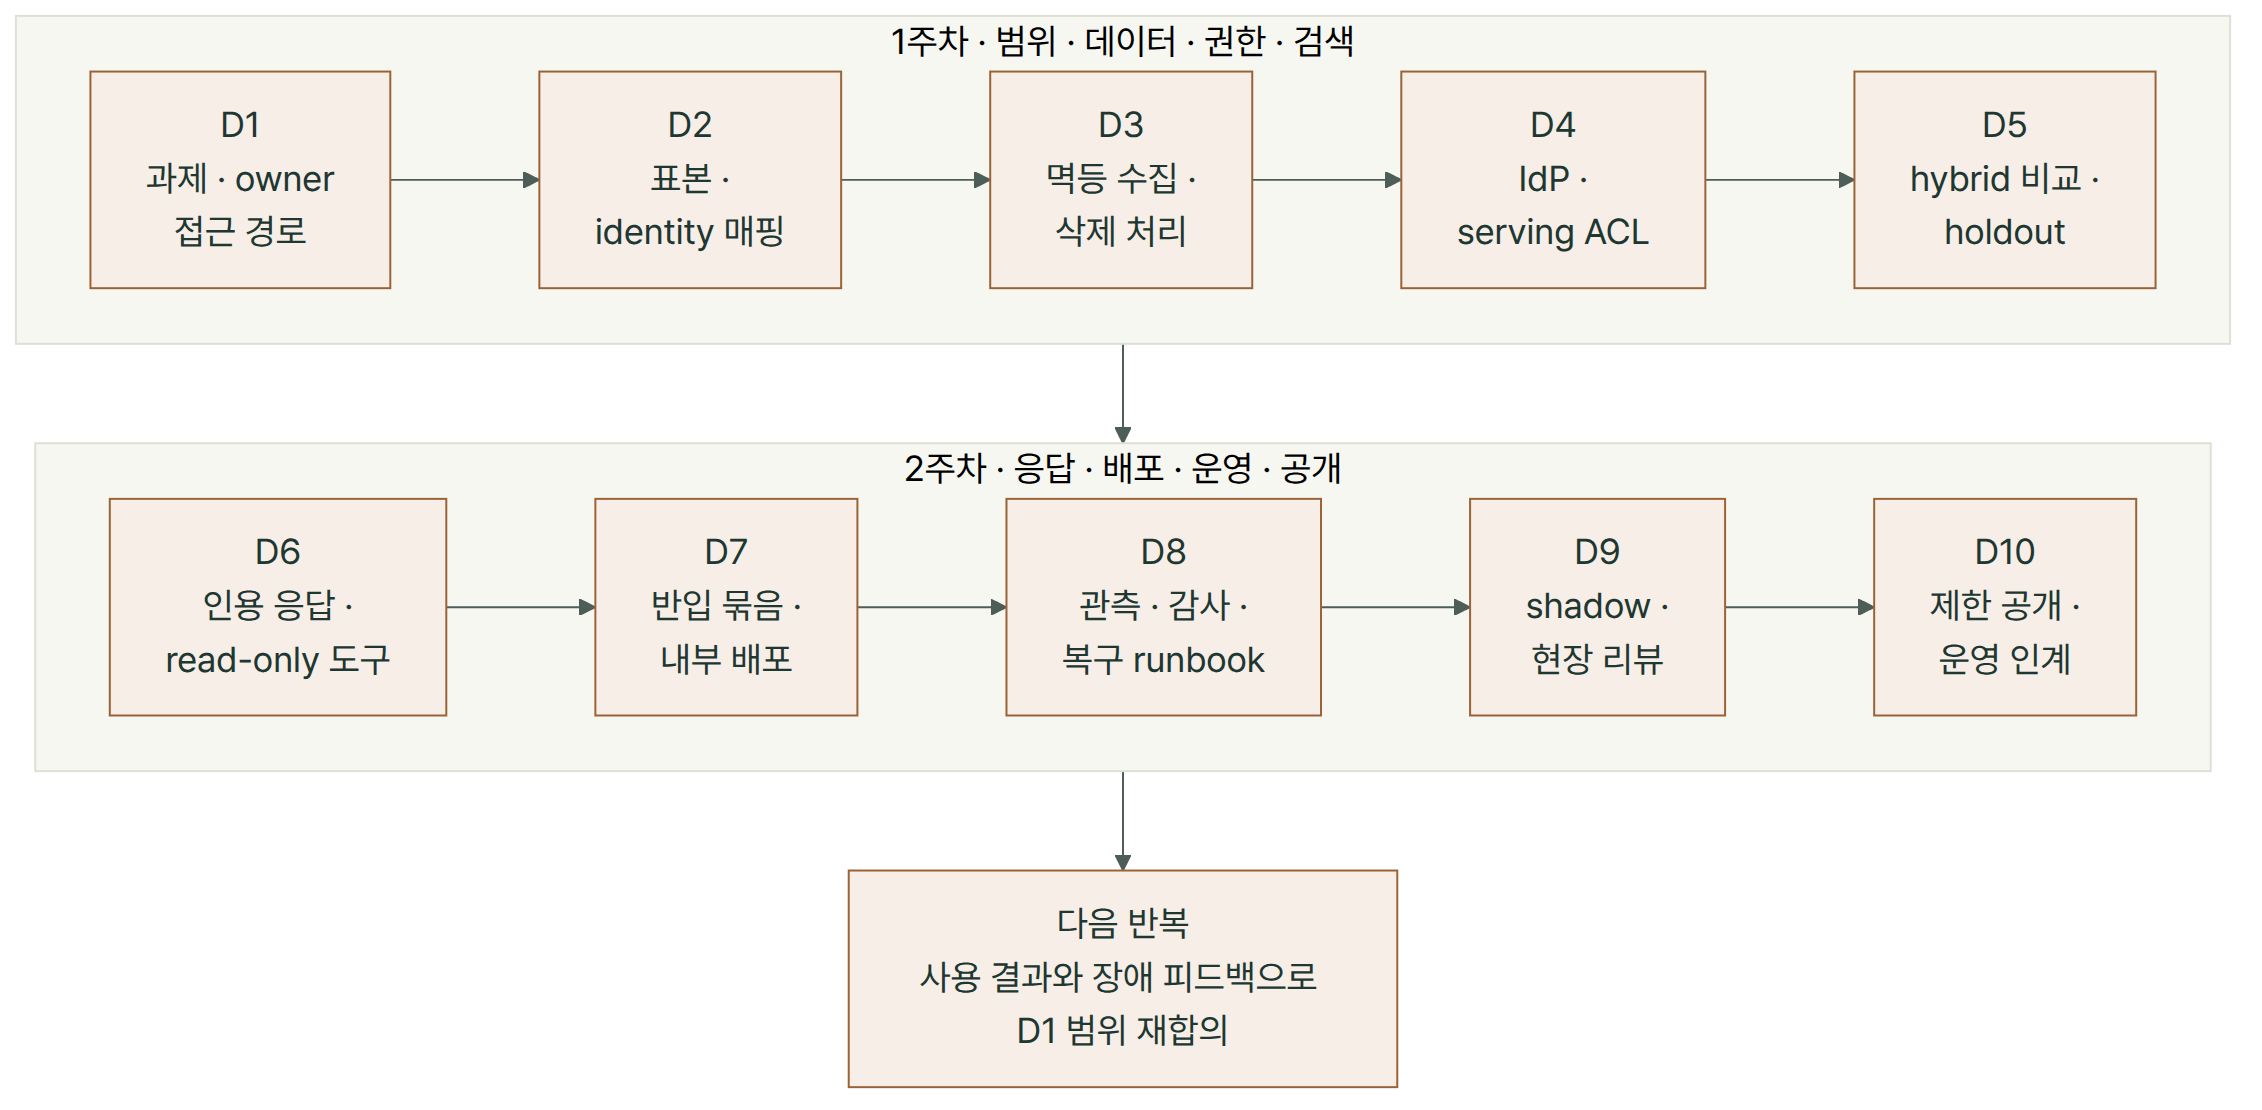 1주차 · 범위 · 데이터 · 권한 · 검색
D1
과제 · owner
접근 경로
D2
표본 ·
identity 매핑
D3
멱등 수집 ·
삭제 처리
D4
IdP ·
serving ACL
D5
hybrid 비교 ·
holdout
2주차 · 응답 · 배포 · 운영 · 공개
D6
인용 응답 ·
read-only 도구
D7
반입 묶음 ·
내부 배포
D8
관측 · 감사 ·
복구 runbook
D9
shadow ·
현장 리뷰
D10
제한 공개 ·
운영 인계
다음 반복
사용 결과와 장애 피드백으로
D1 범위 재합의